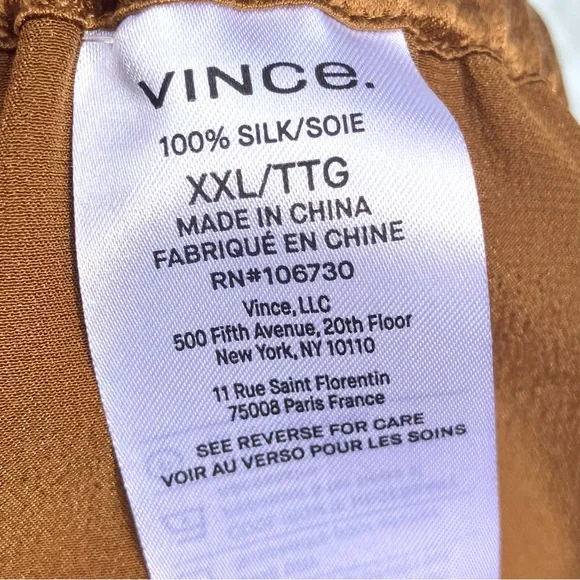 VINCe.
100% SILK/SOIE
XXL/TTG
MADE IN CHINA
FABRIQUÉ EN CHINE
RN#106730
Vince, LLC
500 Fifth Avenue, 20th Floor
New York, NY 10110
11 Rue Saint Florentin
75008 Paris France
SEE REVERSE FOR CARE
VOIR AU VERSO POUR LES SOINS